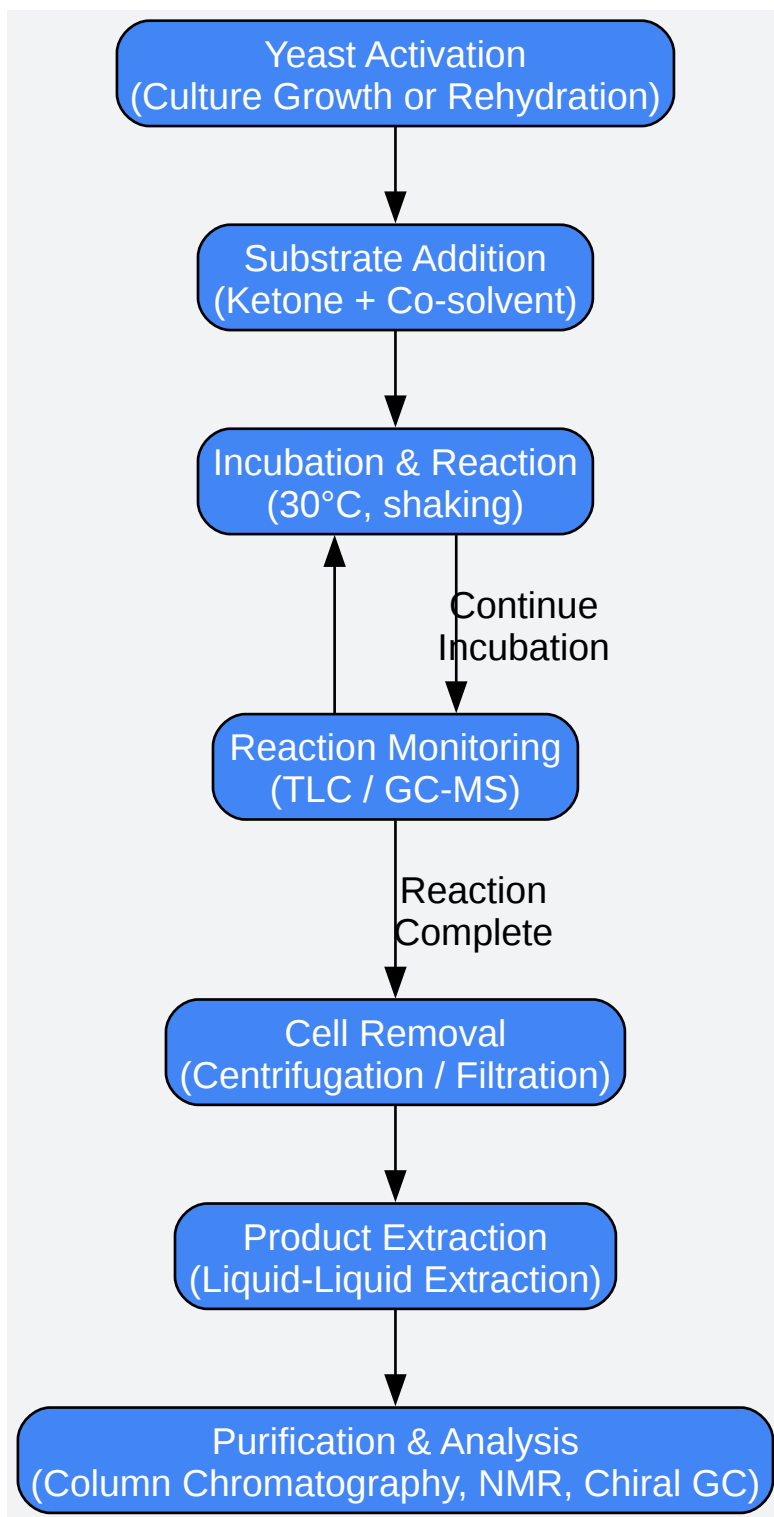 Yeast Activation
(Culture Growth or Rehydration)
Substrate Addition
(Ketone + Co-solvent)
Incubation & Reaction
(30°C, shaking)
Continue
Incubation
Reaction Monitoring
(TLC / GC-MS)
Reaction
Complete
Cell Removal
(Centrifugation / Filtration)
Product Extraction
(Liquid-Liquid Extraction)
Purification & Analysis
(Column Chromatography, NMR, Chiral GC)